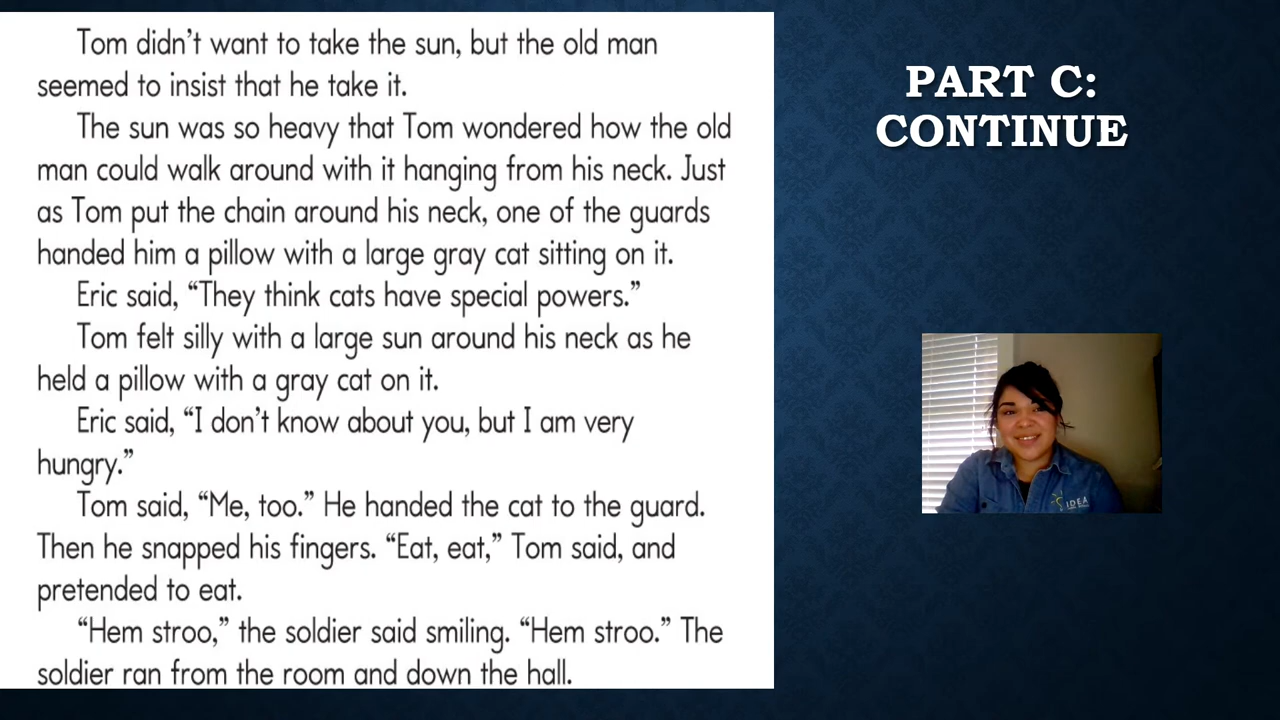 Tom didn’t want to take the sun, but the old man
seemed to insist that he take it.
The sun was so heavy that Tom wondered how the old
man could walk around with it hanging from his neck. Just
as Tom put the chain around his neck, one of the guards
handed him a pillow with a large gray cat sitting on it.
Eric said, “They think cats have special powers.”
Tom felt silly with a large sun around his neck as he
held a pillow with a gray cat on it.
Eric said, “I don’t know about you, but I am very
hungry.”
Tom said, “Me, too.” He handed the cat to the guard.
Then he snapped his fingers. “Eat, eat,” Tom said, and
pretended to eat.
“Hem stroo,” the soldier said smiling. “Hem stroo.” The
soldier ran from the room and down the hall.
PART C:
CONTINUE
IDEA